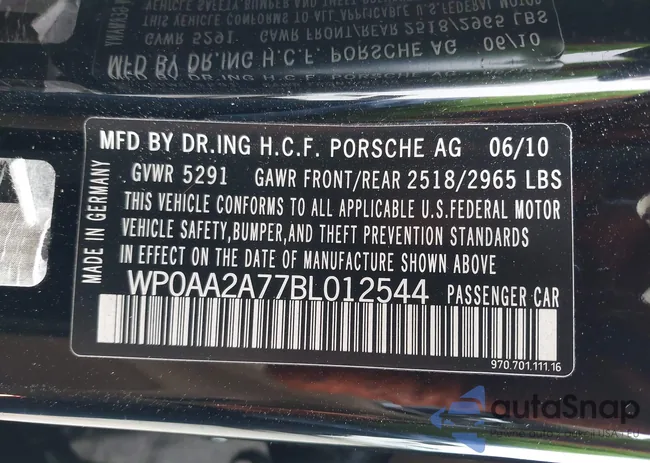 MFD BY DR.ING H.C.F. PORSCHE AG 06/10
GVWR 5291 GAWR FRONT/REAR 2518/2965 LBS
MADE IN GERMANY
THIS VEHICLE CONFORMS TO ALL APPLICABLE U.S.FEDERAL MOTOR
VEHICLE SAFETY,BUMPER,AND THEFT PREVENTION STANDARDS
IN EFFECT ON THE DATE OF MANUFACTURE SHOWN ABOVE
WP0AA2A77BL012544 PASSENGER CAR
970.701.111.16
autaSnap